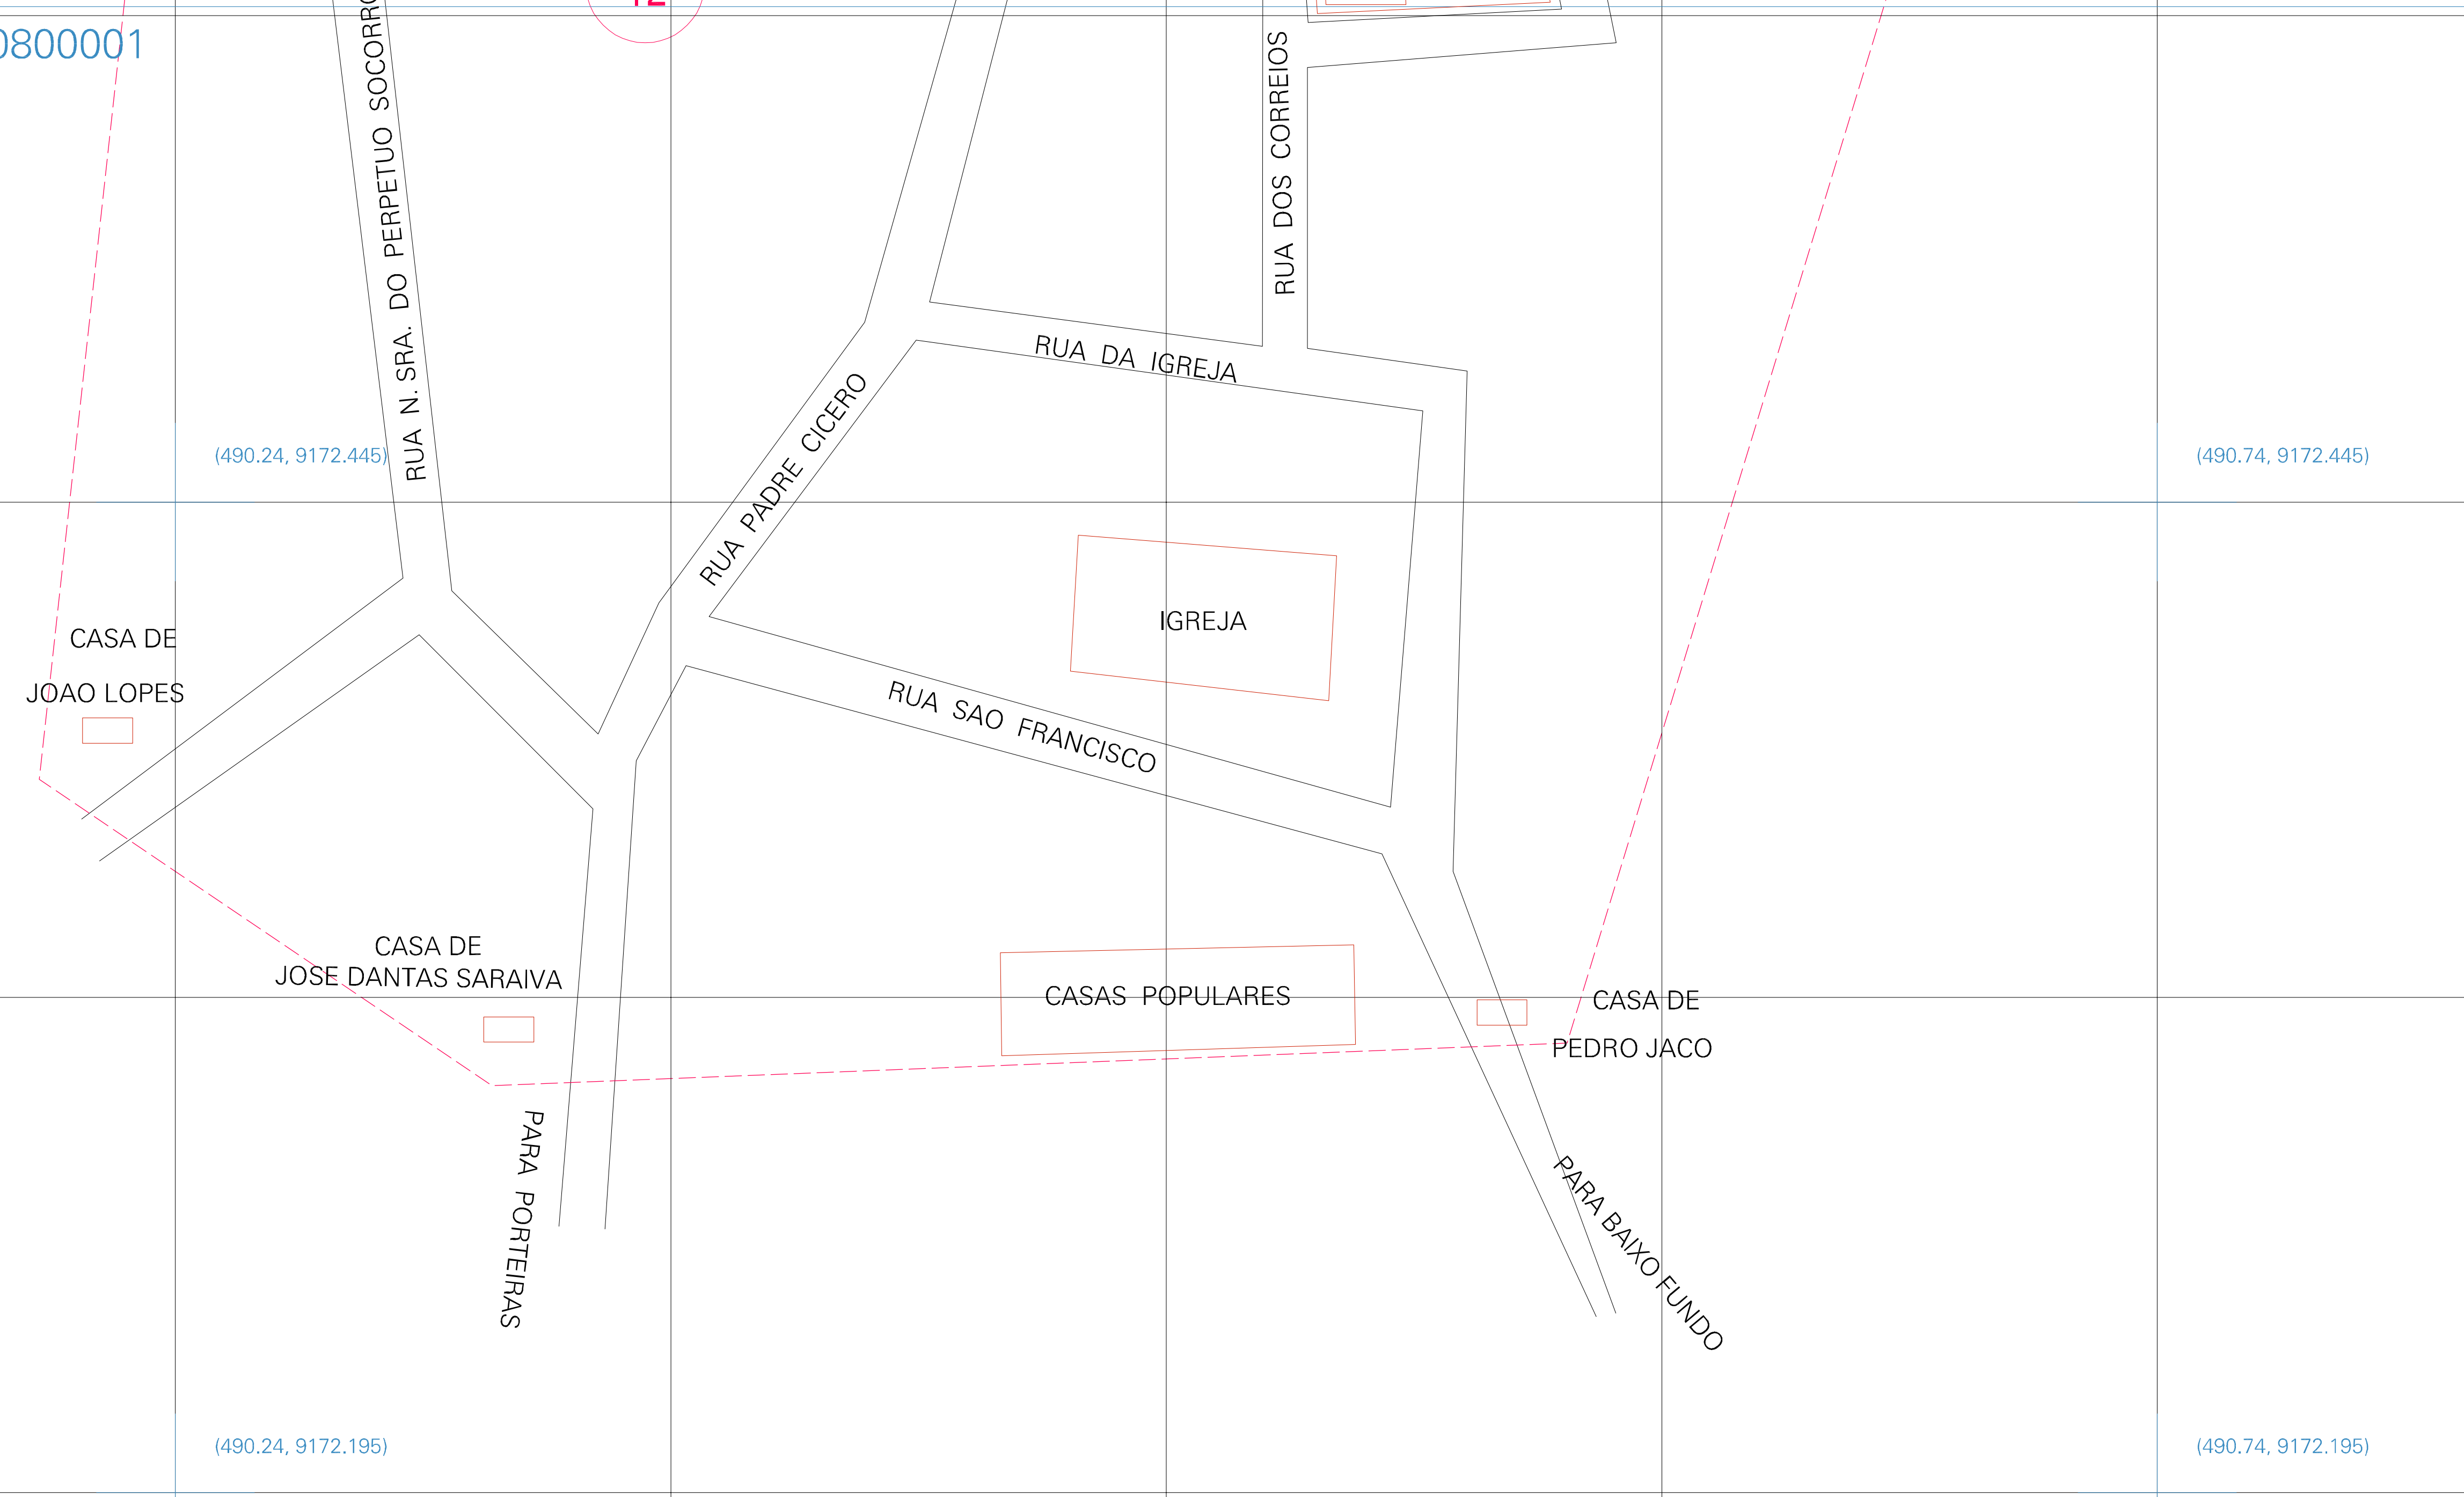 0800001
RUA N. SRA. DO PERPETUO SOCORRO
12
RUA DOS CORREIOS
RUA DA IGREJA
RUA PADRE CICERO
(490.24, 9172.445)
(490.74, 9172.445)
CASA DE
JOAO LOPES
IGREJA
RUA SAO FRANCISCO
CASA DE
JOSE DANTAS SARAIVA
CASAS POPULARES
CASA DE
PEDRO JACO
PARA PORTEIRAS
PARA BAIXO FUNDO
(490.24, 9172.195)
(490.74, 9172.195)